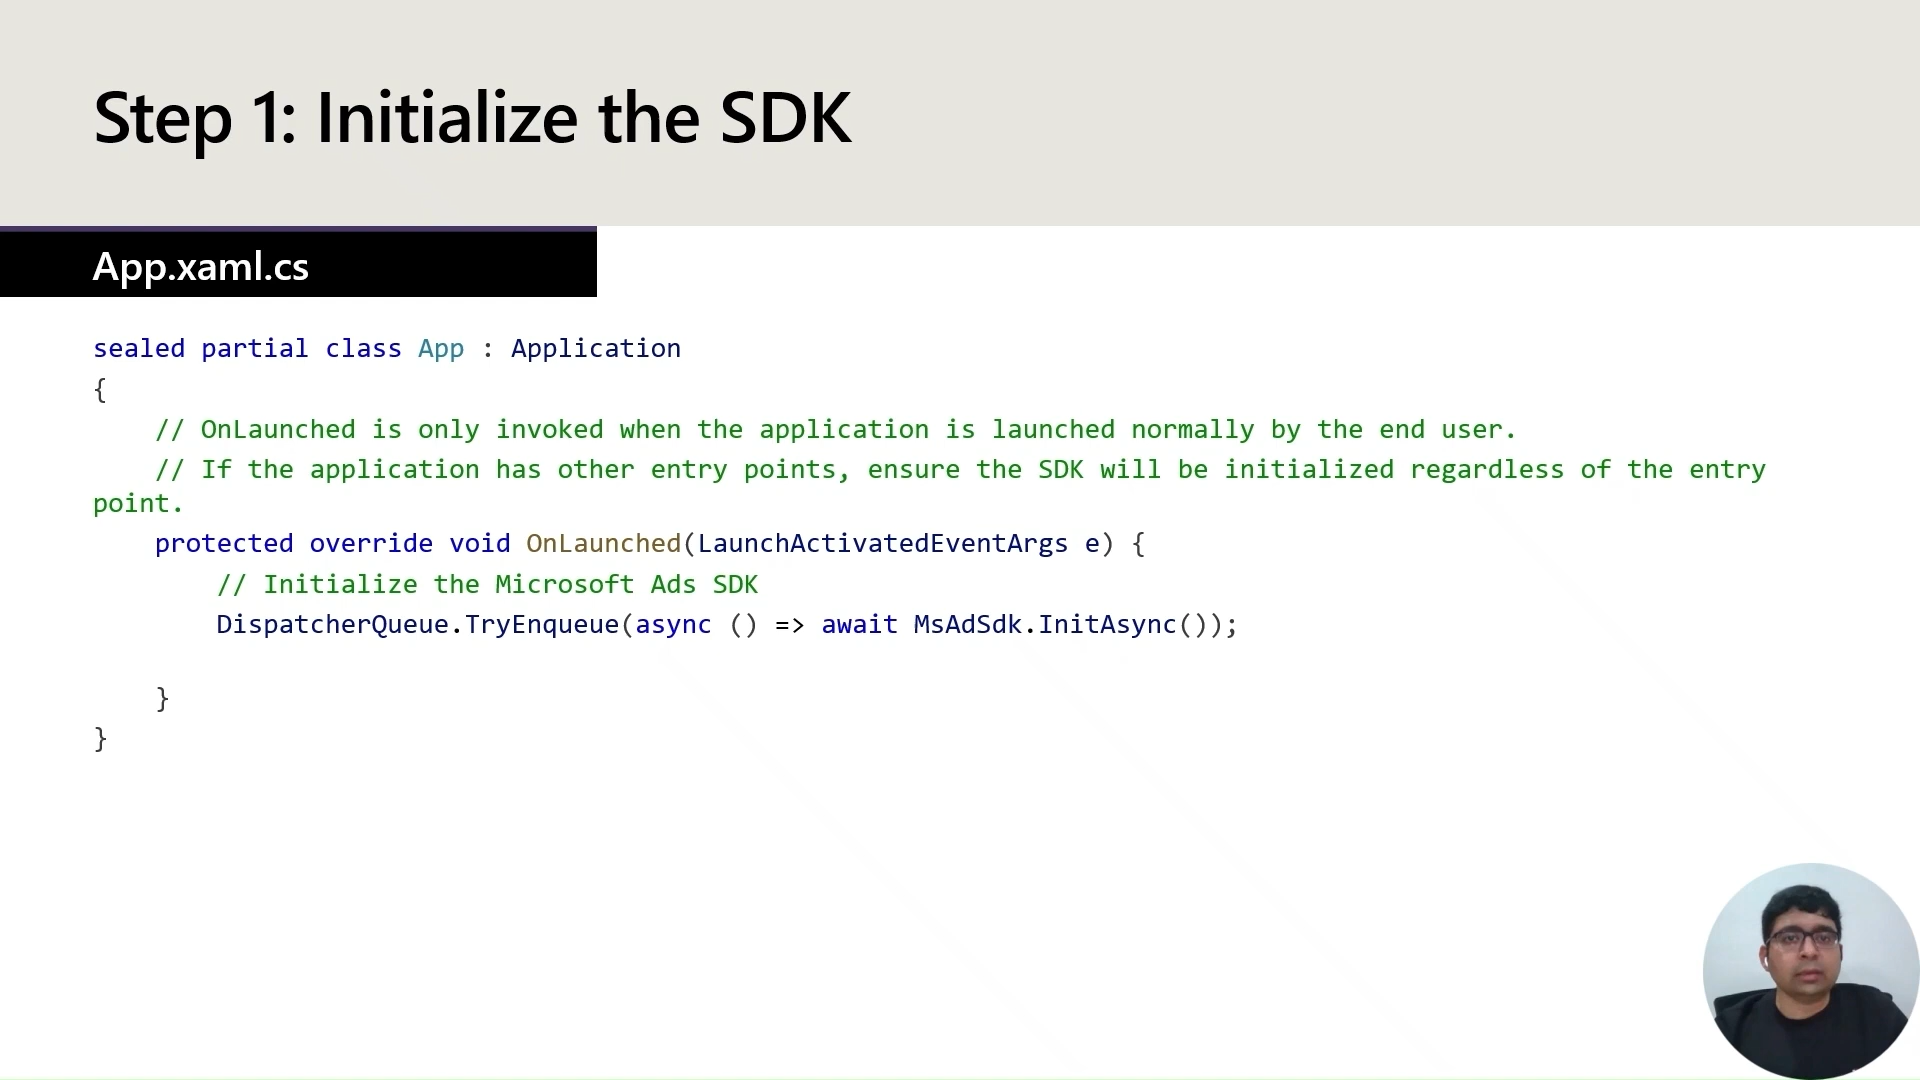 Step 1: Initialize the SDK
App.xaml.cs
sealed partial class App : Application
{
    // OnLaunched is only invoked when the application is launched normally by the end user.
    // If the application has other entry points, ensure the SDK will be initialized regardless of the entry
point.
    protected override void OnLaunched(LaunchActivatedEventArgs e) {
        // Initialize the Microsoft Ads SDK
        DispatcherQueue.TryEnqueue(async () => await MsAdSdk.InitAsync());
    }
}